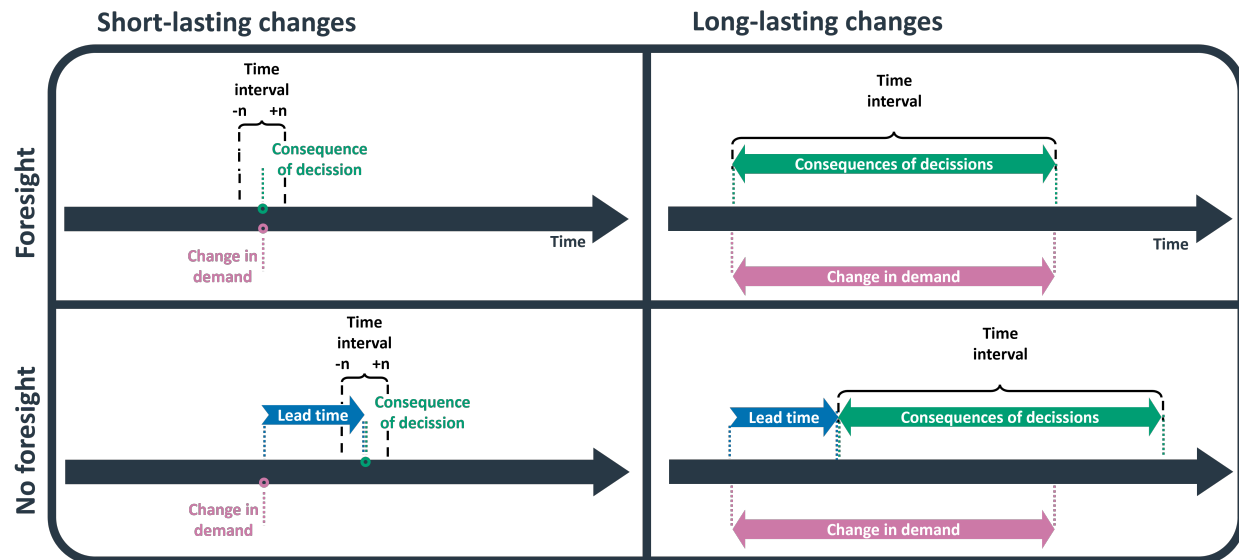 Short-lasting changes
Long-lasting changes
Foresight
Time
interval
-n +n
Consequence
of decission
Change in
demand
Time
Time
interval
Consequences of decissions
Change in demand
Time
No foresight
Time
interval
-n +n
Lead time
Consequence
of decission
Change in
demand
Time
interval
Lead time
Consequences of decissions
Change in demand